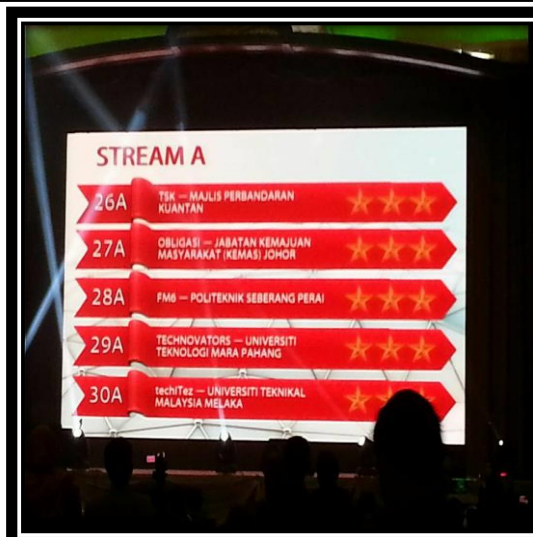 STREAM A
26A
TSK — MAJLIS PERBANDARAN
KUANTAN
27A
OBLIGASI — JABATAN KEMAJUAN
MASYARAKAT (KEMAS) JOHOR
28A
FM6 — POLITEKNIK SEBERANG PERAI
29A
TECHNOVATORS — UNIVERSITI
TEKNOLOGI MARA PAHANG
30A
techITez — UNIVERSITI TEKNIKAL
MALAYSIA MELAKA